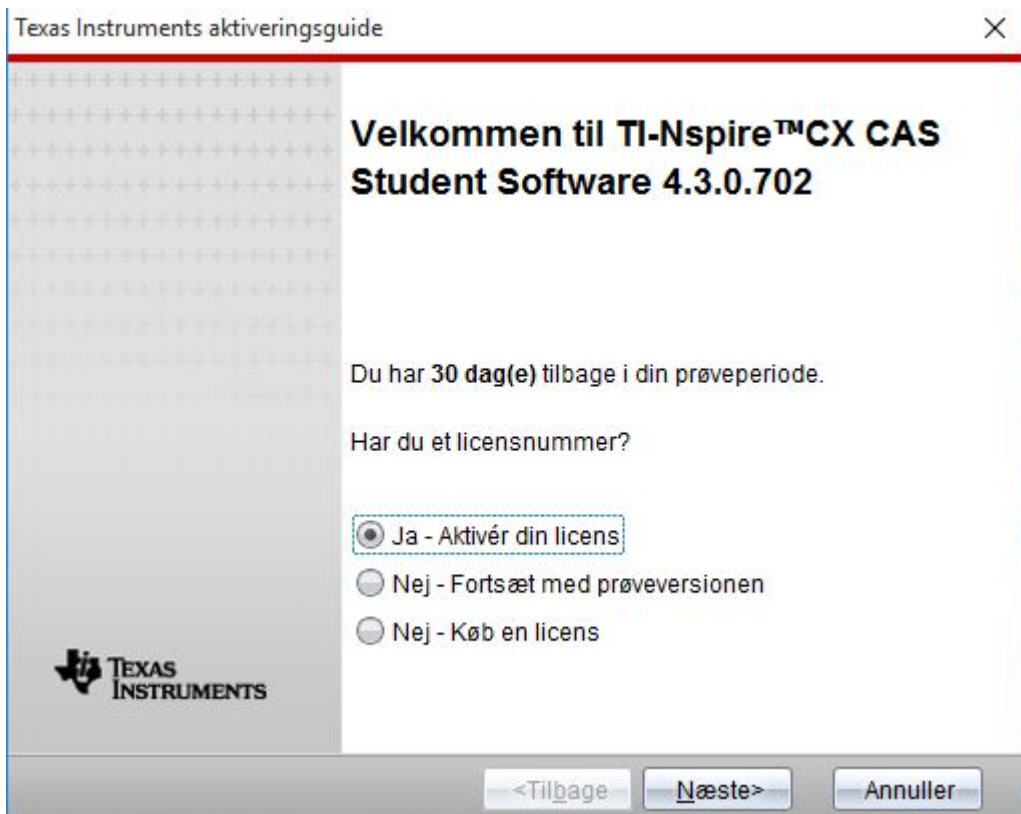 Texas Instruments aktiveringsguide
Velkommen til TI-Nspire™CX CAS
Student Software 4.3.0.702
Du har 30 dag(e) tilbage i din prøveperiode.
Har du et licensnummer?
Ja - Aktivér din licens
Nej - Fortsæt med prøveversionen
Nej - Køb en licens
TEXAS
INSTRUMENTS
<Tilbage
Næste>
Annuller